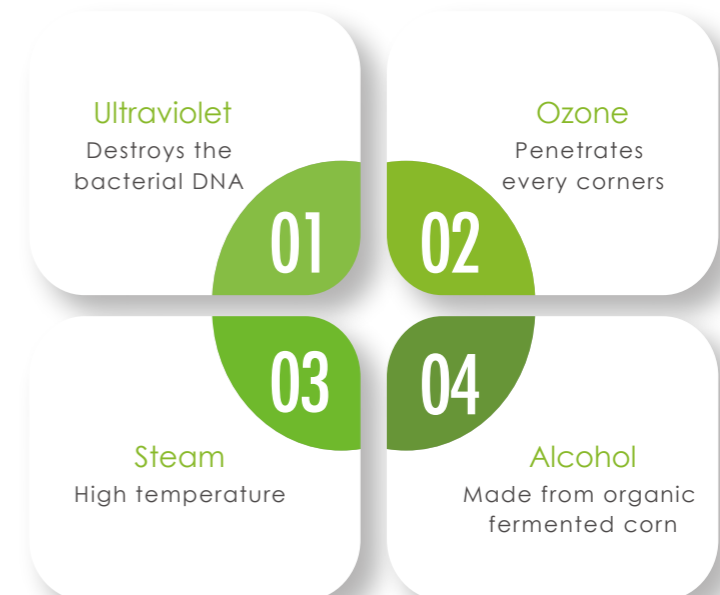 Ultraviolet
Destroys the
bacterial DNA
01
Ozone
Penetrates
every corners
02
03
Steam
High temperature
04
Alcohol
Made from organic
fermented corn